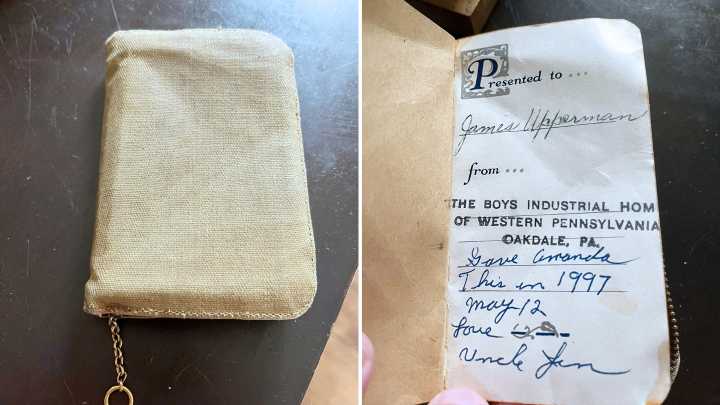 Presented to ...
James Upperman
from ...
THE BOYS INDUSTRIAL HOM
OF WESTERN PENNSYLVANIA
OAKDALE, PA.
Gave Amanda
This in 1997
May 12
Love
Uncle Jim